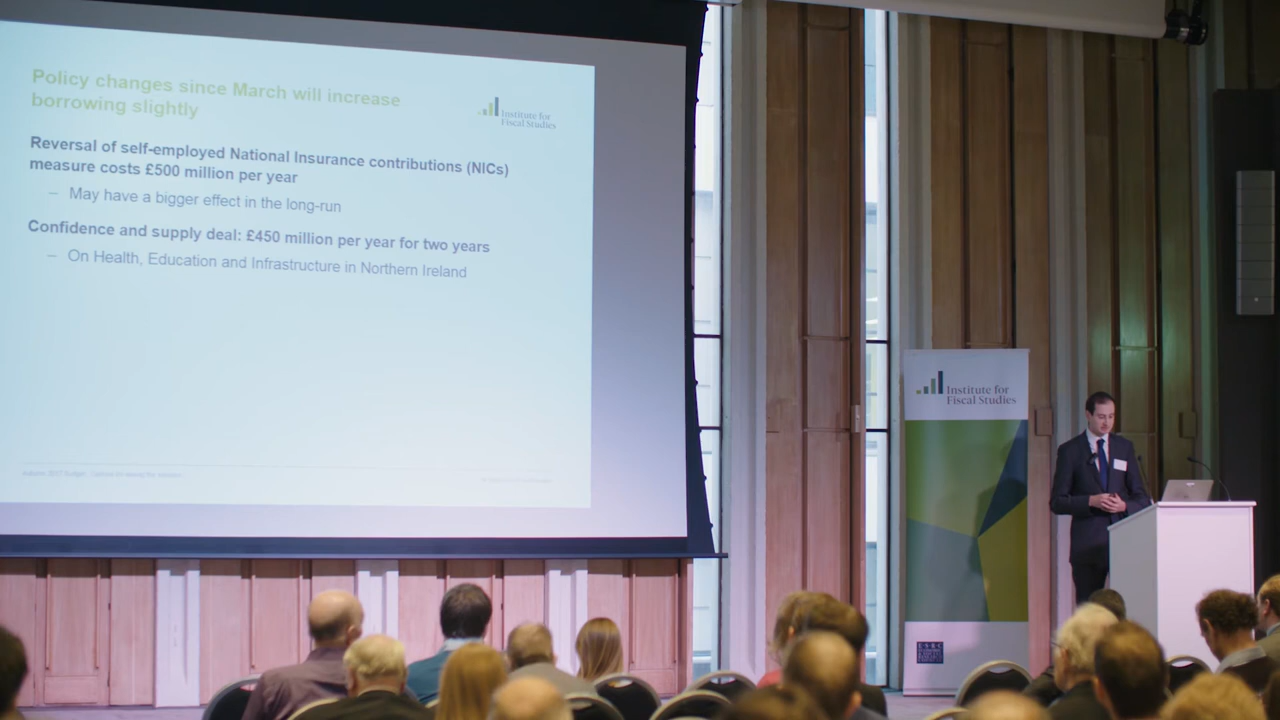 Policy changes since March will increase
borrowing slightly
Institute for
Fiscal Studies
Reversal of self-employed National Insurance contributions (NICs)
measure costs £500 million per year
– May have a bigger effect in the long-run
Confidence and supply deal: £450 million per year for two years
– On Health, Education and Infrastructure in Northern Ireland
Institute for
Fiscal Studies
E S R C